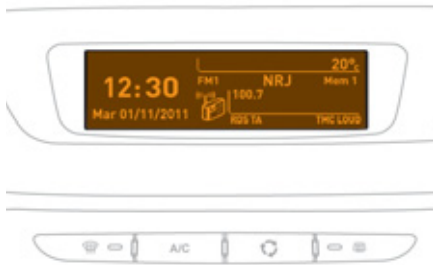 20°c
FM1 NRJ Mem 1
12:30
100.7
Mar 01/11/2011
RDS TA TMC LOUD
A/C